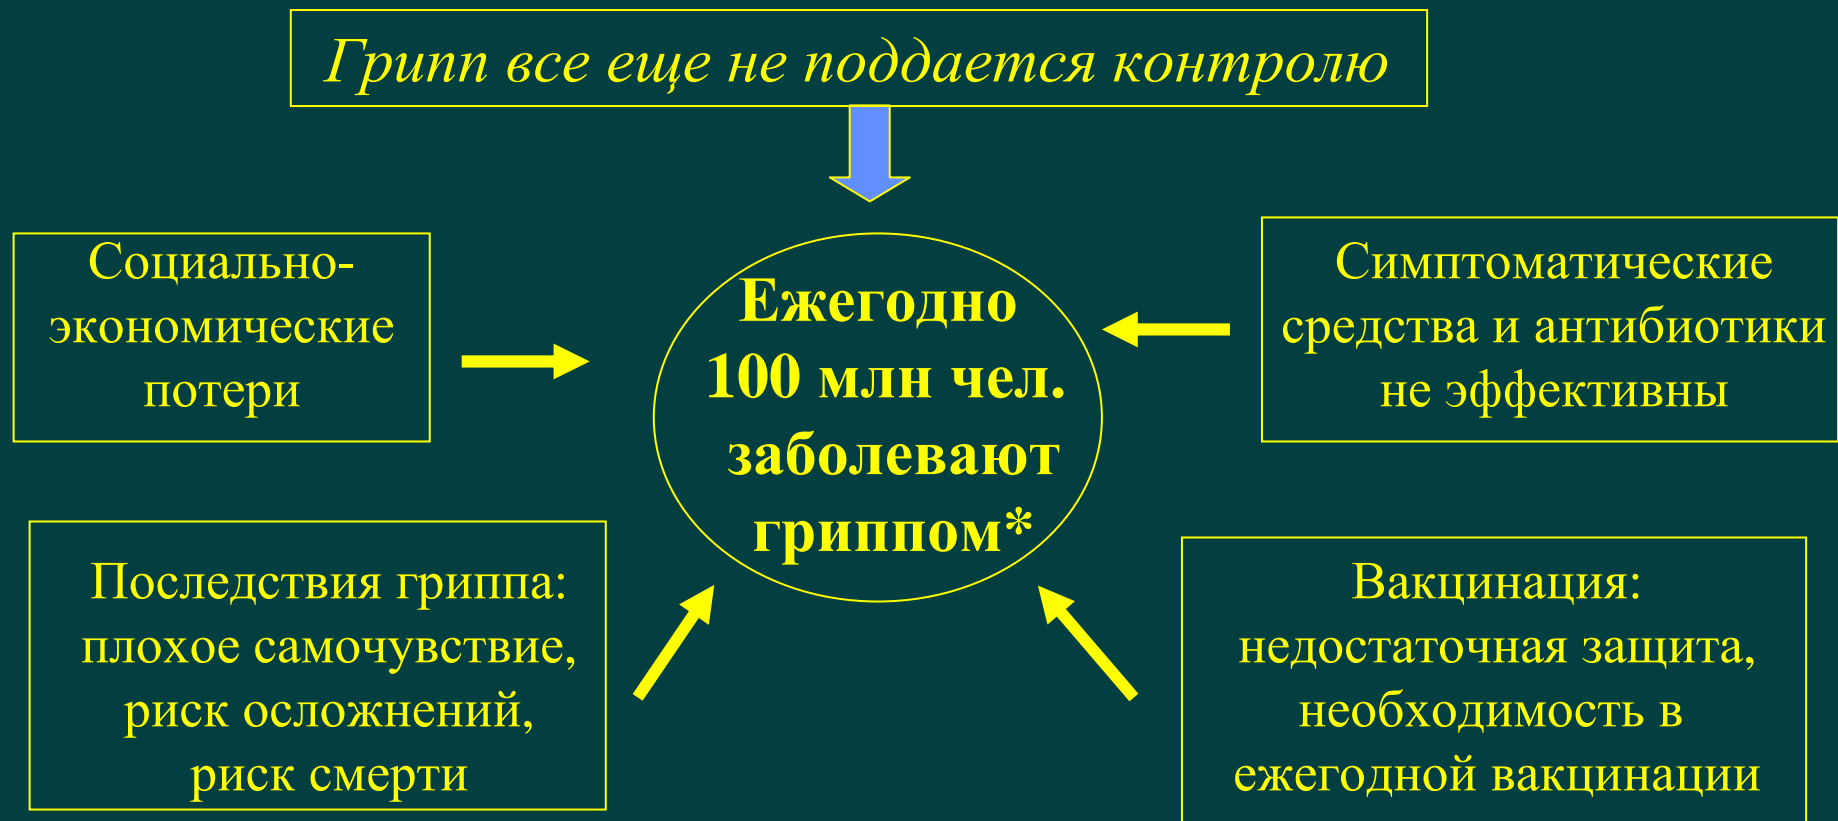 Грипп все еще не поддается контролю
Социально-
экономические
потери
Ежегодно
100 млн чел.
заболевают
гриппом*
Симптоматические
средства и антибиотики
не эффективны
Последствия гриппа:
плохое самочувствие,
риск осложнений,
риск смерти
Вакцинация:
недостаточная защита,
необходимость в
ежегодной вакцинации